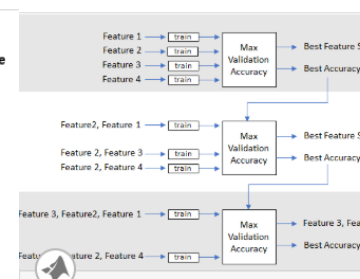 e
Feature 1 train
Feature 2 train
Feature 3 train
Feature 4 train
Max
Validation
Accuracy
Best Feature S
Best Accuracy
Feature2, Feature 1 train
Feature 2, Feature 3 train
Feature 2, Feature 4 train
Max
Validation
Accuracy
Best Feature S
Best Accuracy
Feature 3, Feature2, Feature 1 train
Featu ature 2, Feature 4 train
Max
Validation
Accuracy
Feature 3, Fea
Best Accuracy